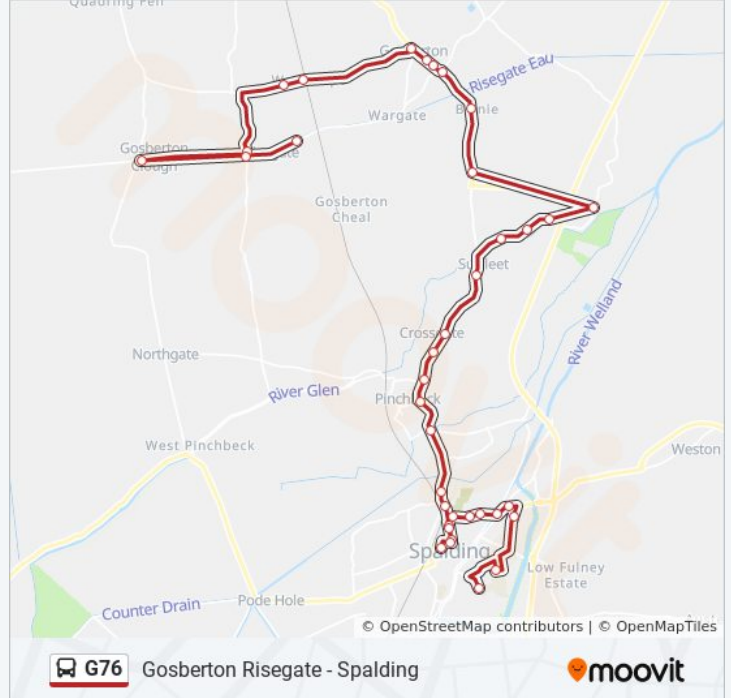 Quadring Fen
Gosberton
Risegate Eau
Wargate
Gosberton
Clough
Gosberton
Cheal
Surfleet
River Welland
Crossgate
Northgate
River Glen
Pinchbeck
West Pinchbeck
Weston
Spalding
Low Fulney
Estate
Counter Drain
Pode Hole
© OpenStreetMap contributors | © OpenMapTiles
G76 Gosberton Risegate - Spalding
moovit